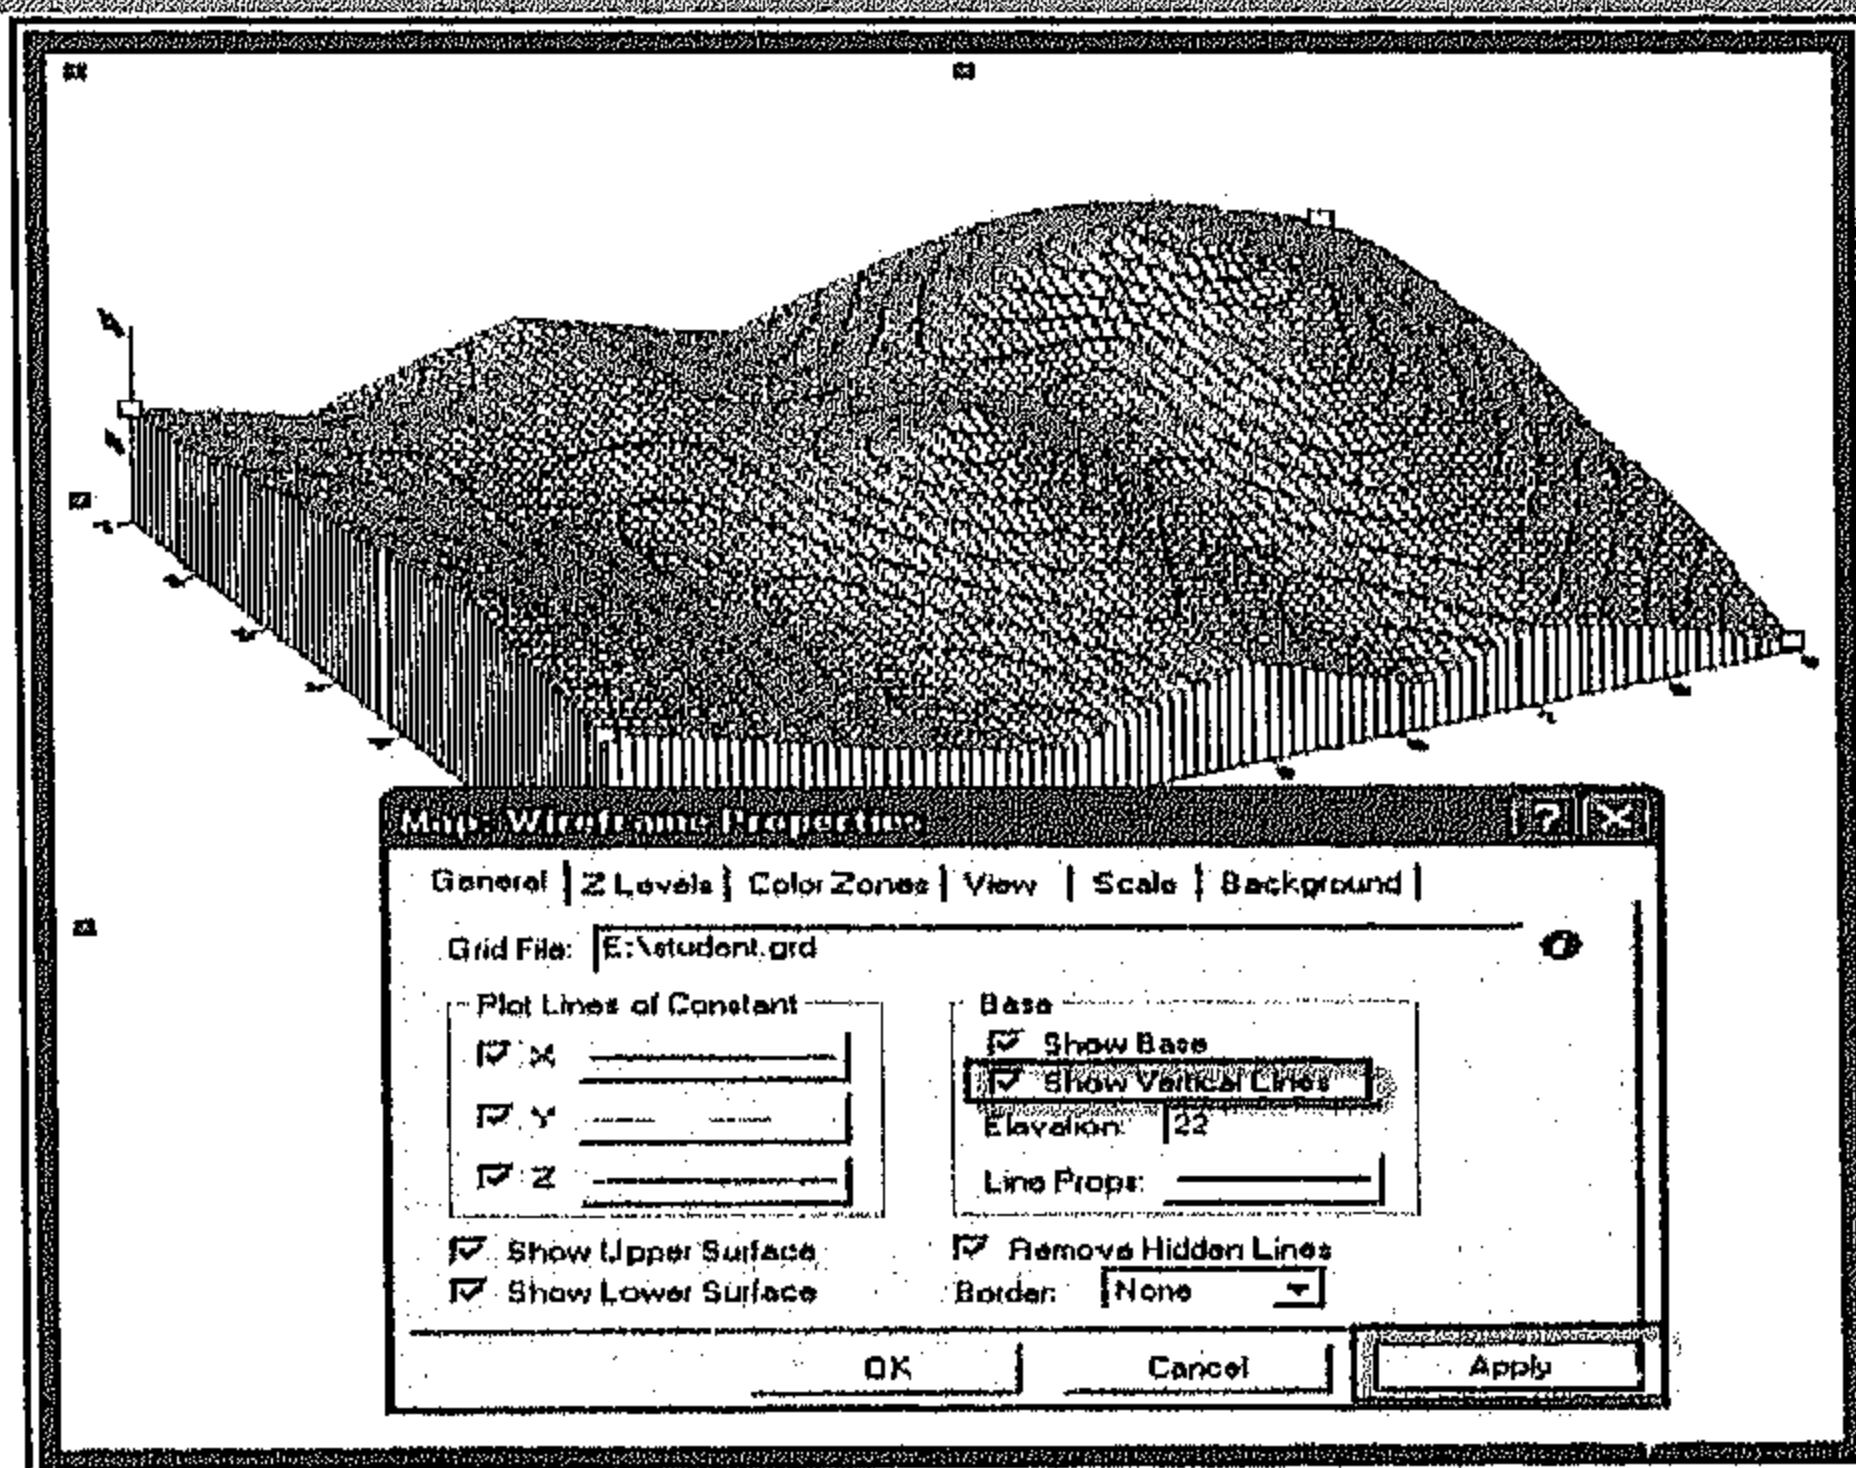 Map: Wireframe Properties
? X
General Z Levels Color Zones View Scale Background
Grid File: E:\student.grd
Plot Lines of Constant
X
Y
Z
Base
Show Base
Show Vertical Lines
Elevation: 22
Line Props:
Show Upper Surface
Show Lower Surface
Remove Hidden Lines
Border: None
OK Cancel Apply